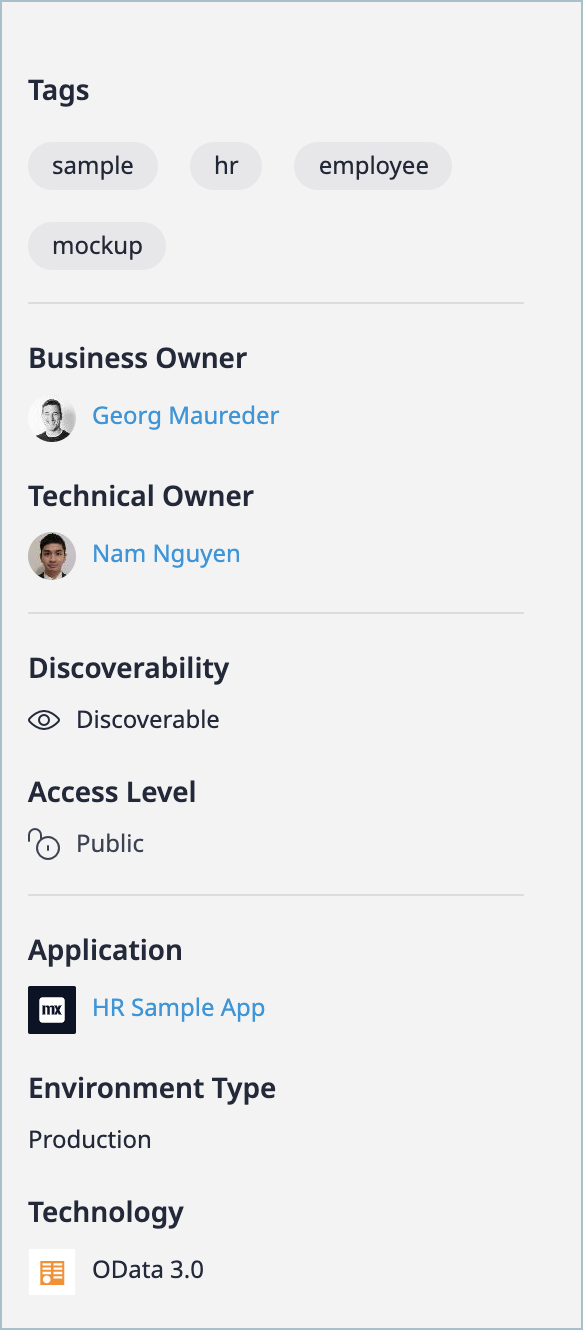 Tags
sample hr employee
mockup
Business Owner
Georg Maureder
Technical Owner
Nam Nguyen
Discoverability
Discoverable
Access Level
Public
Application
mx HR Sample App
Environment Type
Production
Technology
OData 3.0